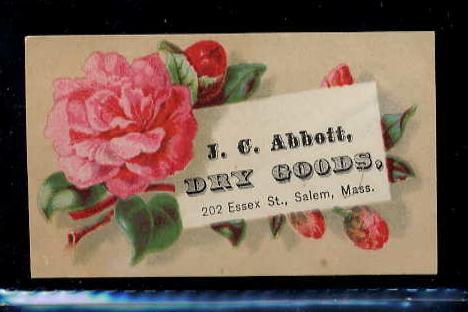 J. C. Abbott,
DRY GOODS,
202 Essex St., Salem, Mass.